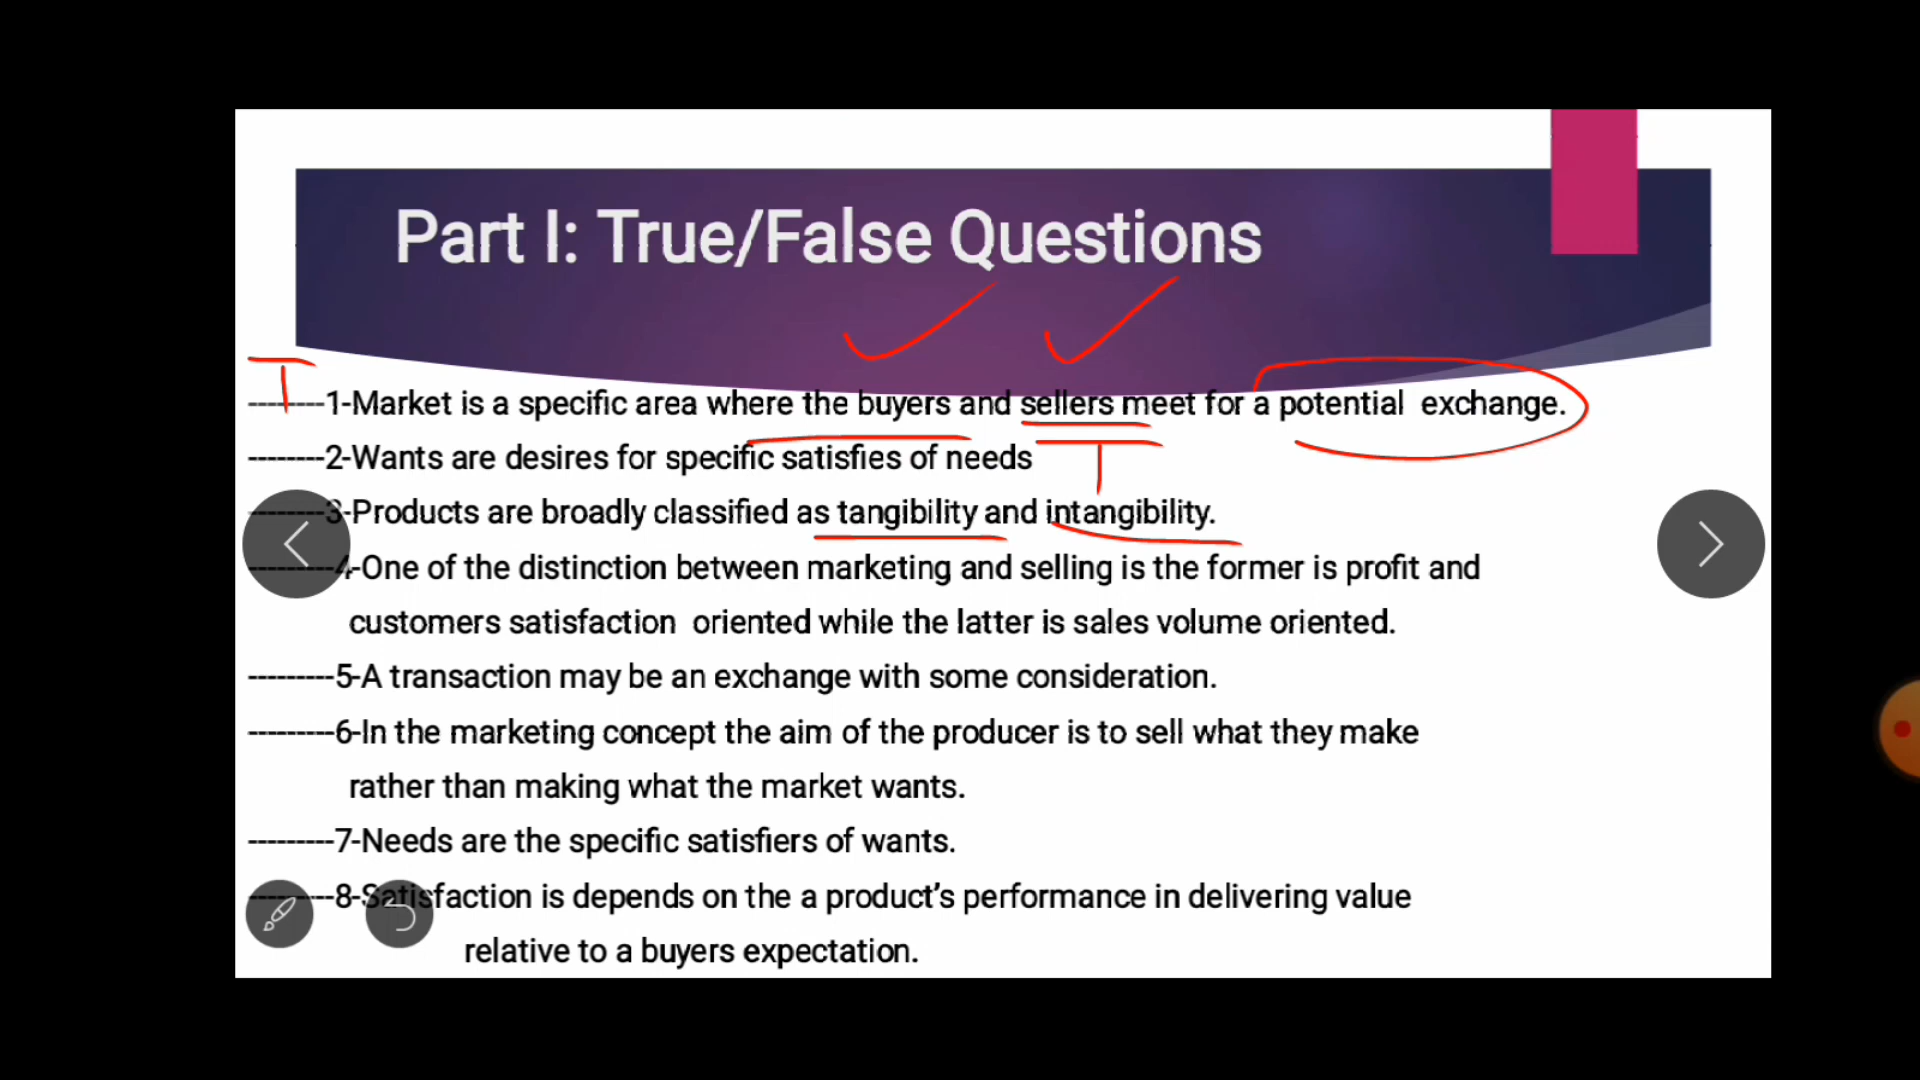 Part I: True/False Questions
T
--------1-Market is a specific area where the buyers and sellers meet for a potential exchange.
--------2-Wants are desires for specific satisfies of needs T
--------3-Products are broadly classified as tangibility and intangibility.
---------4-One of the distinction between marketing and selling is the former is profit and
customers satisfaction oriented while the latter is sales volume oriented.
---------5-A transaction may be an exchange with some consideration.
---------6-In the marketing concept the aim of the producer is to sell what they make
rather than making what the market wants.
---------7-Needs are the specific satisfiers of wants.
---------8-Satisfaction is depends on the a product's performance in delivering value
relative to a buyers expectation.